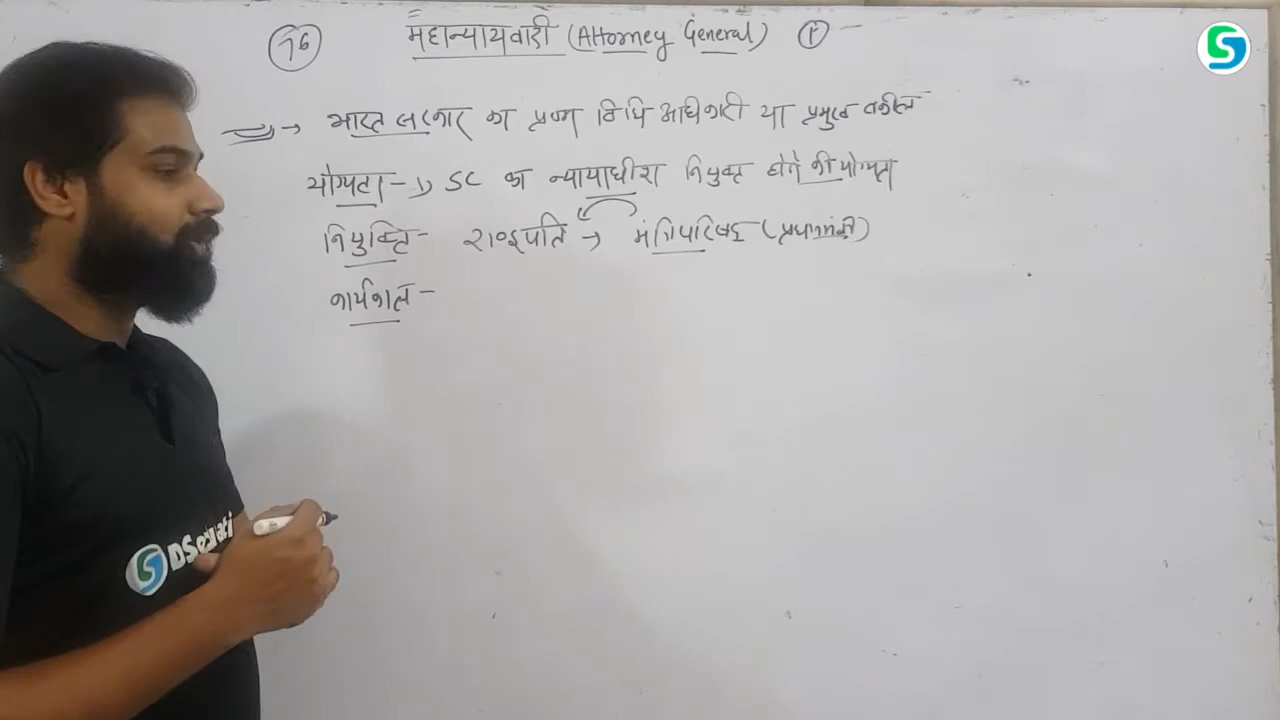 76 महान्यायवादी (Attorney General)
→ भारत सरकार का प्रथम विधि अधिकारी या प्रमुख वकील
योग्यता - 1) SC का न्यायाधीश नियुक्त होने की योग्यता
नियुक्ति - राष्ट्रपति → मंत्रिपरिषद (प्रधानमंत्री)
कार्यकाल -